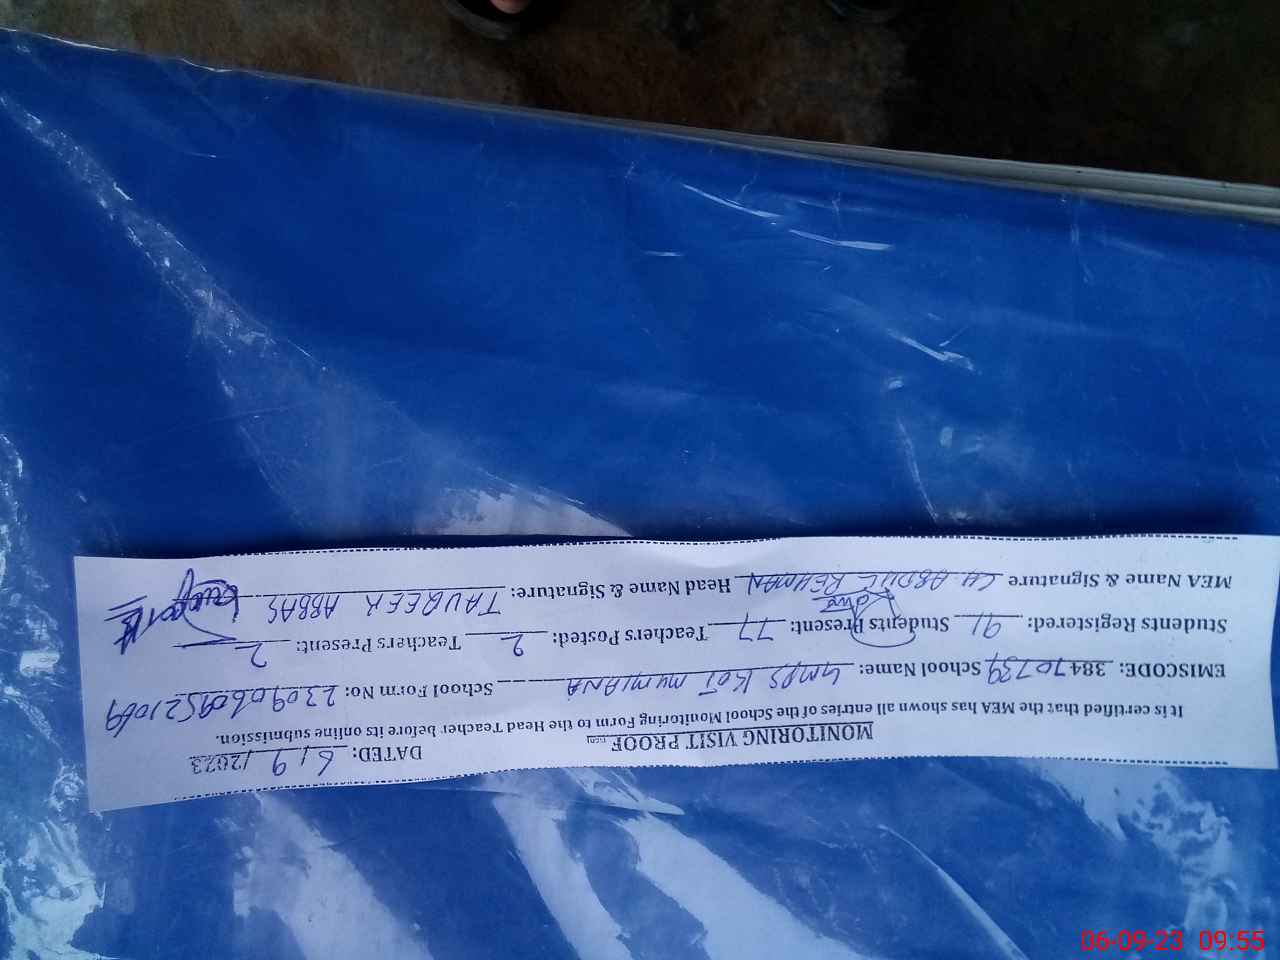 MONITORING VISIT PROOF DATED: 6/9/2023
It is certified that the MEA has shown all entries of the School Monitoring Form to the Head Teacher before its online submission.
EMISCODE: 38470739 School Name: GMPS KOT MUMIANA School Form No:
Students Registered: 91 Students Present: 77 Teachers Posted: 2 Teachers Present: 2
MEA Name & Signature CH ABDUL REHMAN Head Name & Signature: TAUQEER ABBAS
06-09-23 09:55